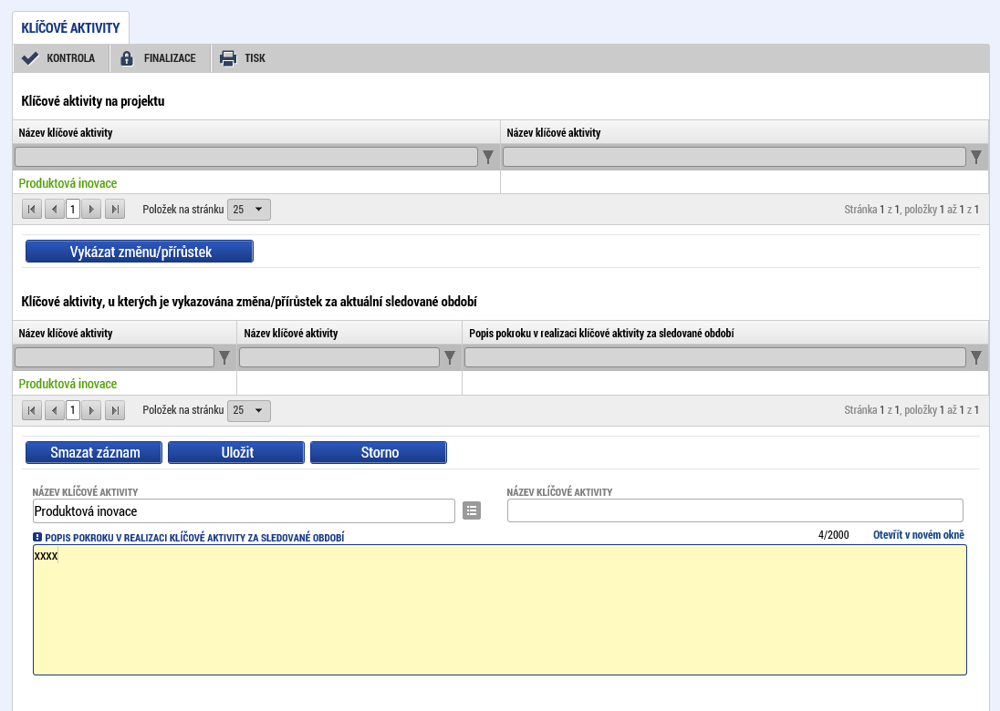 KLÍČOVÉ AKTIVITY
KONTROLA FINALIZACE TISK
Klíčové aktivity na projektu
Název klíčové aktivity Název klíčové aktivity
Produktová inovace
1 Položek na stránku 25 Stránka 1 z 1, položky 1 až 1 z 1
Vykázat změnu/přírůstek
Klíčové aktivity, u kterých je vykazována změna/přírůstek za aktuální sledované období
Název klíčové aktivity Název klíčové aktivity Popis pokroku v realizaci klíčové aktivity za sledované období
Produktová inovace
1 Položek na stránku 25 Stránka 1 z 1, položky 1 až 1 z 1
Smazat záznam Uložit Storno
NÁZEV KLÍČOVÉ AKTIVITY NÁZEV KLÍČOVÉ AKTIVITY
Produktová inovace
POPIS POKROKU V REALIZACI KLÍČOVÉ AKTIVITY ZA SLEDOVANÉ OBDOBÍ 4/2000 Otevřít v novém okně
xxxx